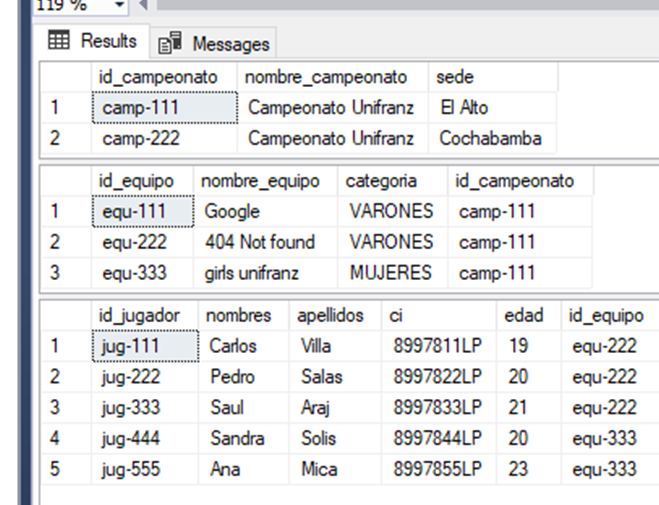 119 %
Results Messages
id_campeonato nombre_campeonato sede
1 camp-111 Campeonato Unifranz El Alto
2 camp-222 Campeonato Unifranz Cochabamba
id_equipo nombre_equipo categoria id_campeonato
1 equ-111 Google VARONES camp-111
2 equ-222 404 Not found VARONES camp-111
3 equ-333 girls unifranz MUJERES camp-111
id_jugador nombres apellidos ci edad id_equipo
1 jug-111 Carlos Villa 8997811LP 19 equ-222
2 jug-222 Pedro Salas 8997822LP 20 equ-222
3 jug-333 Saul Araj 8997833LP 21 equ-222
4 jug-444 Sandra Solis 8997844LP 20 equ-333
5 jug-555 Ana Mica 8997855LP 23 equ-333